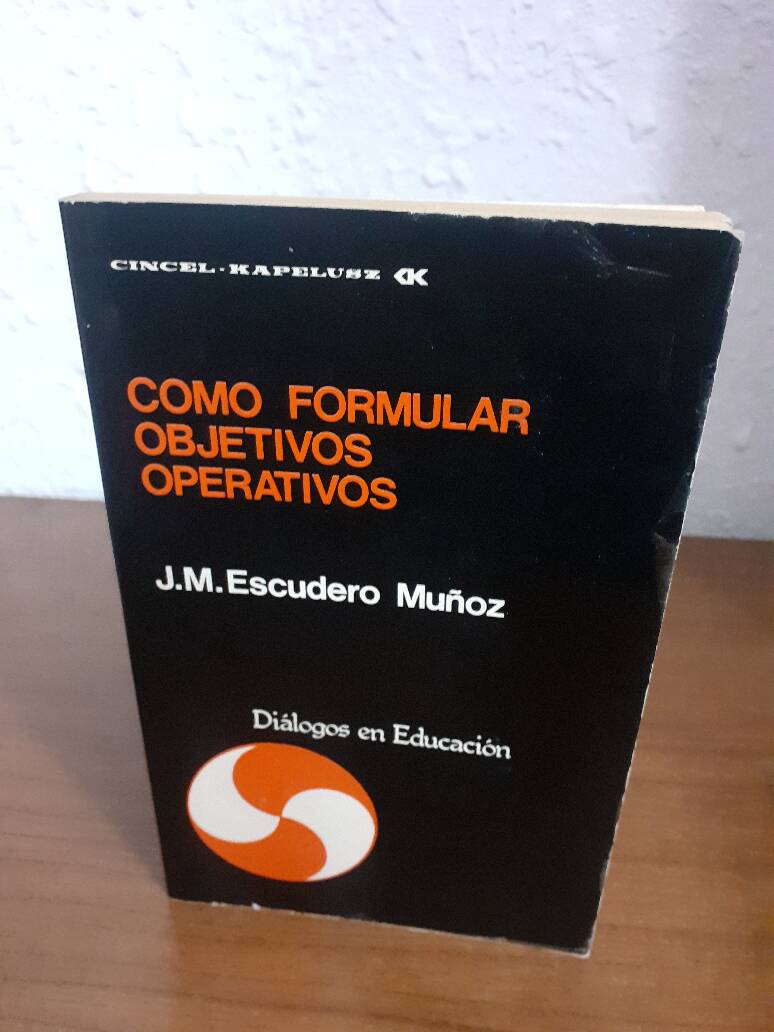 CINCEL-KAPELUSZ CK
COMO FORMULAR
OBJETIVOS
OPERATIVOS
J.M.Escudero Muñoz
Diálogos en Educación